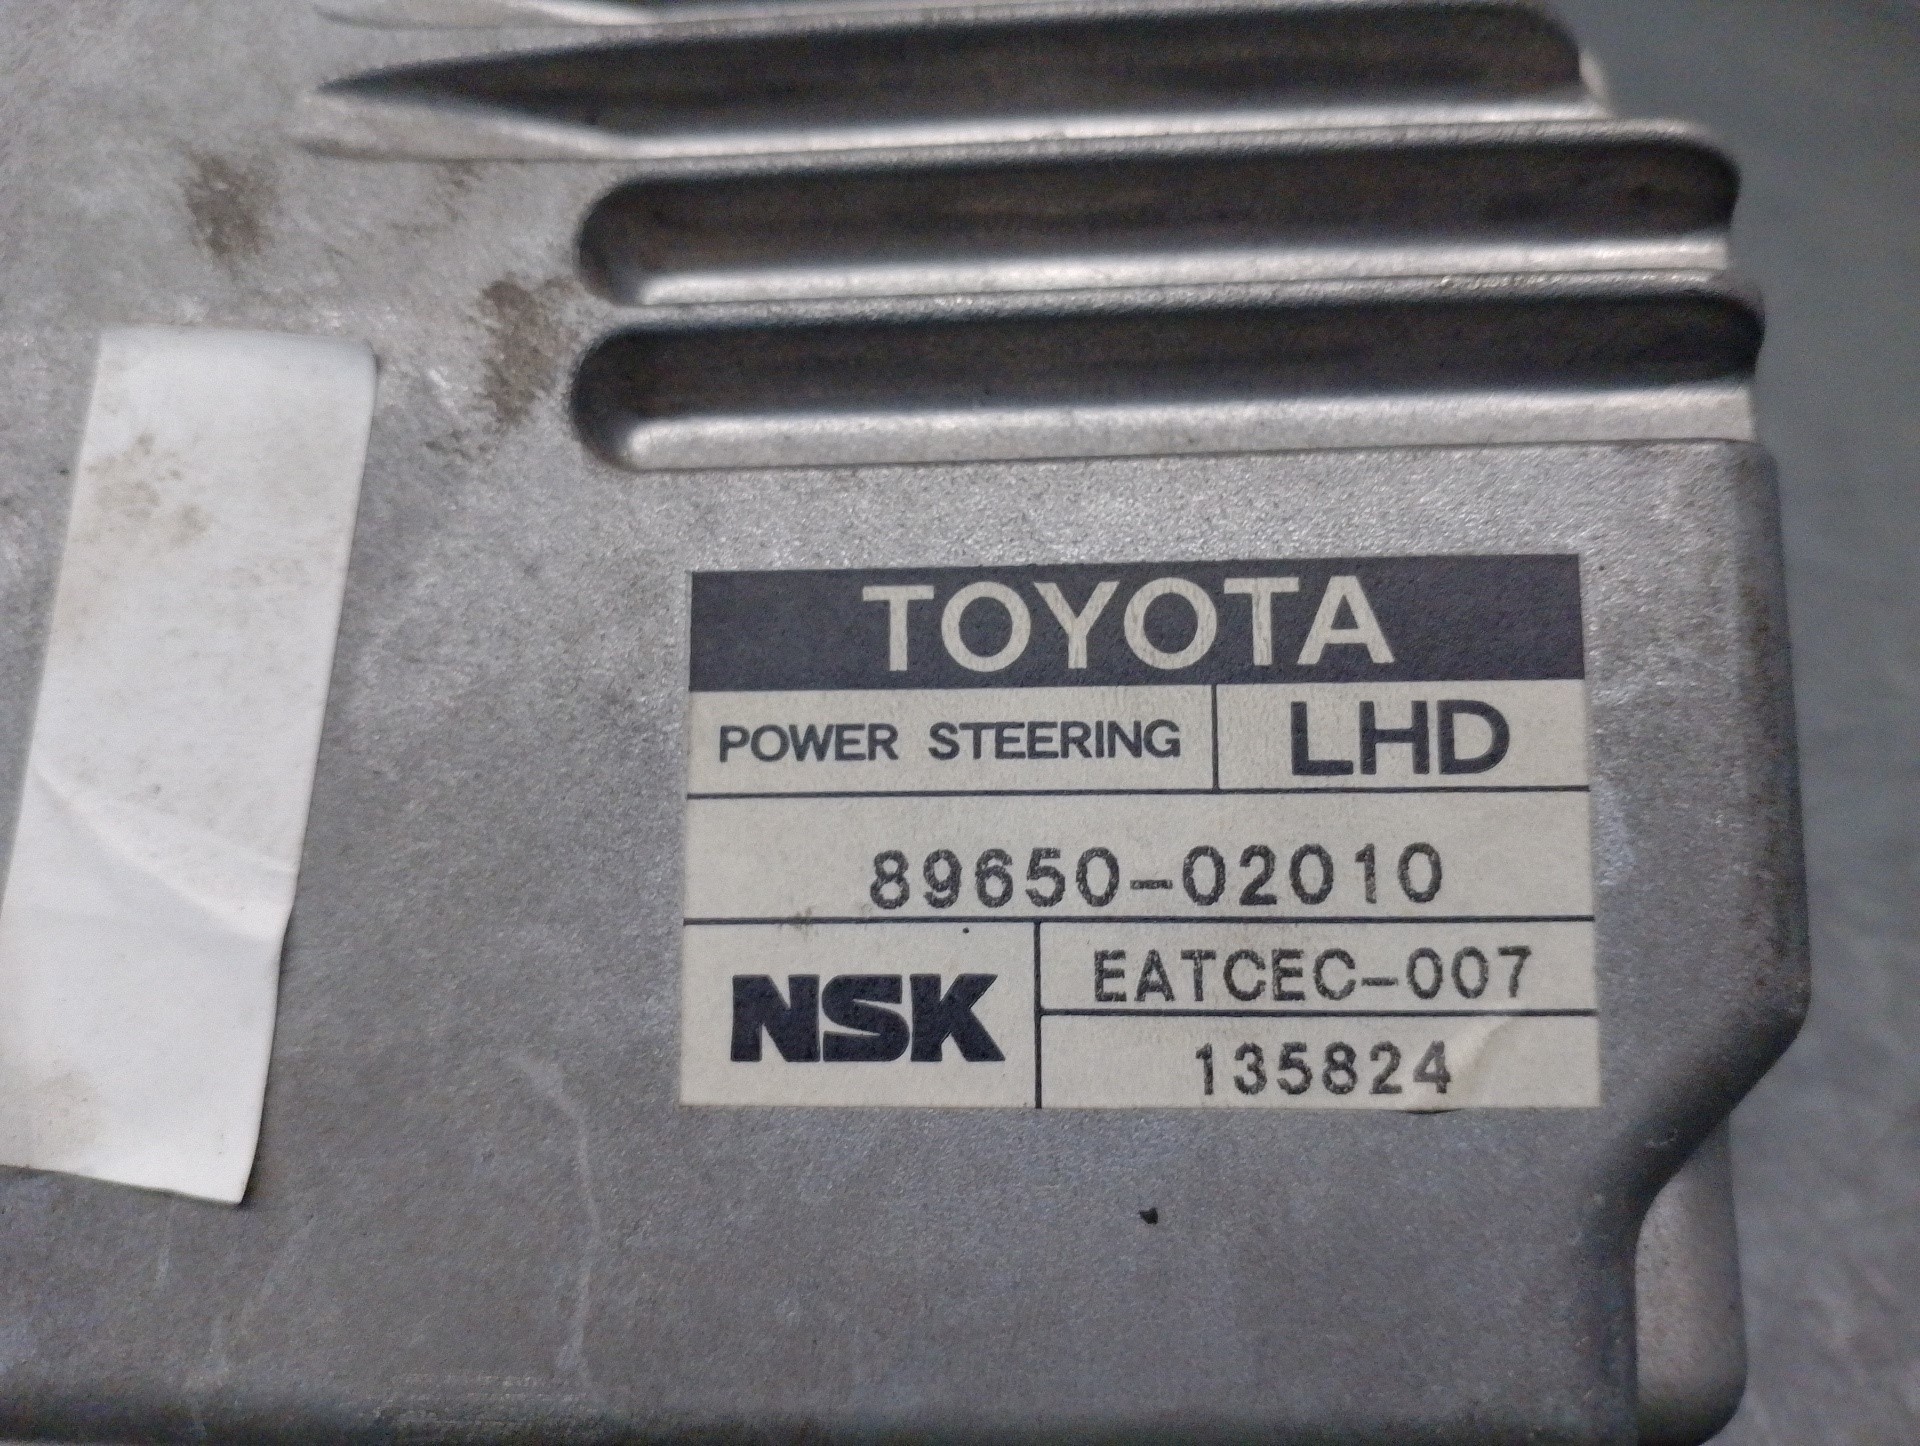 TOYOTA
POWER STEERING LHD
89650-02010
NSK
EATCEC-007
135824